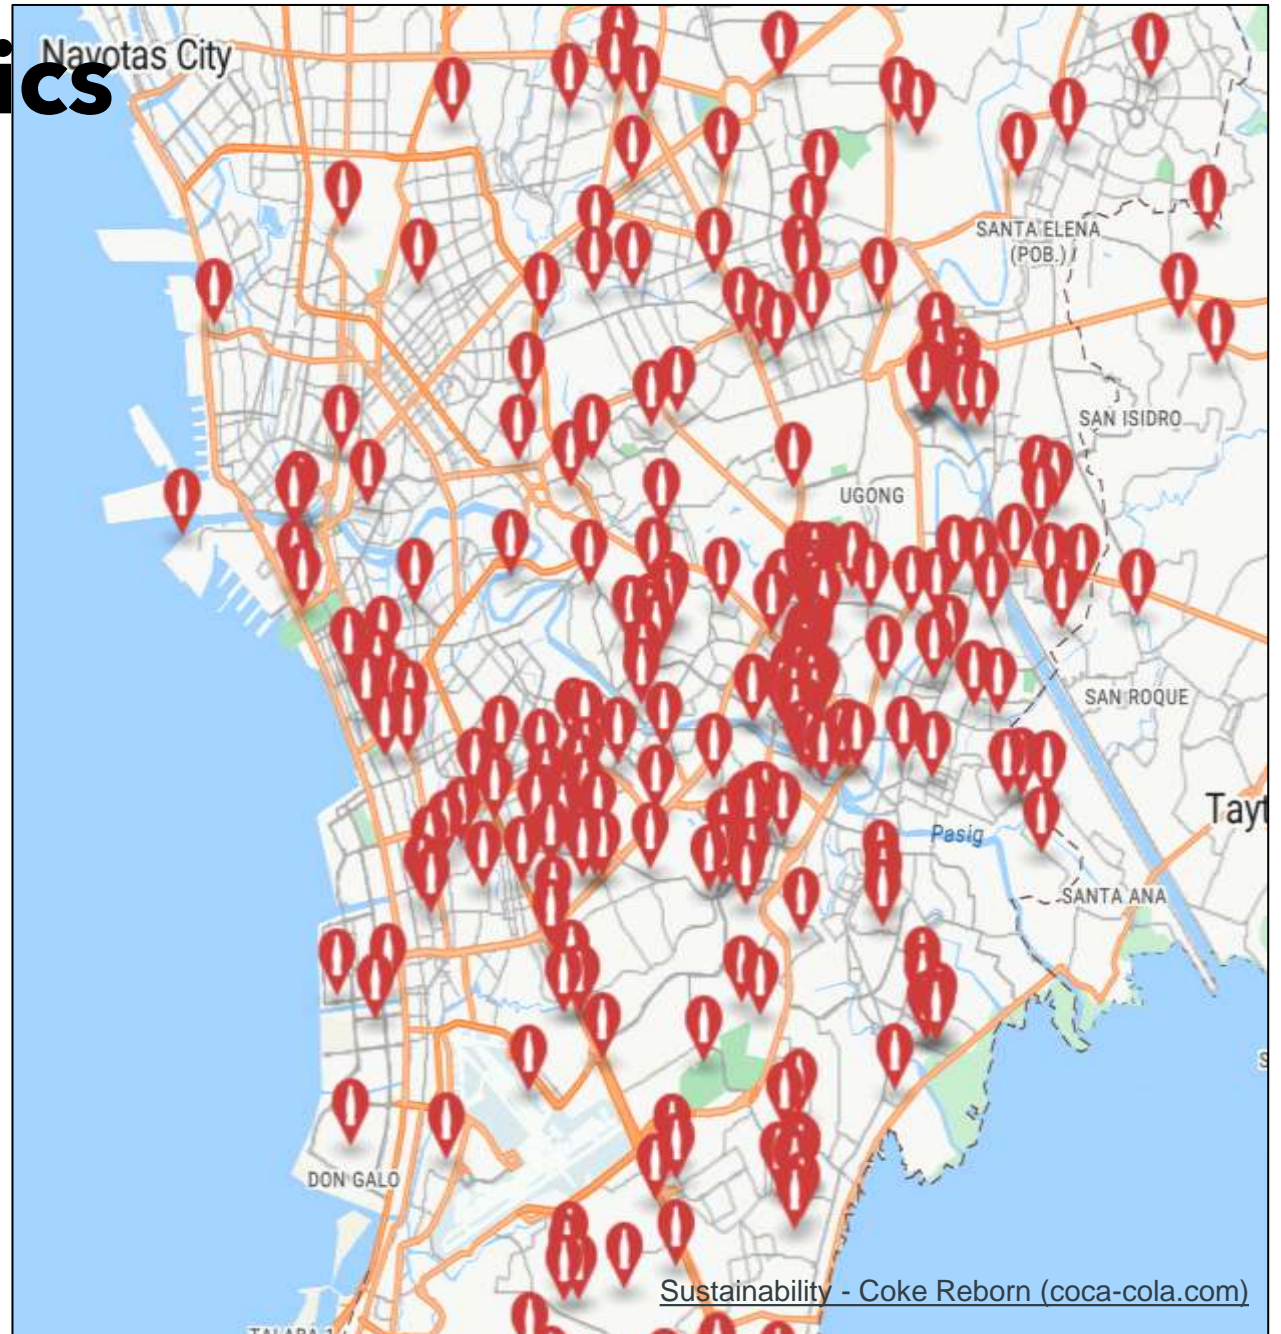 ics
Navotas City
SANTA ELENA
(POB.)
SAN ISIDRO
UGONG
SAN ROQUE
Tayt
Pasig
SANTA ANA
DON GALO
Sustainability - Coke Reborn (coca-cola.com)